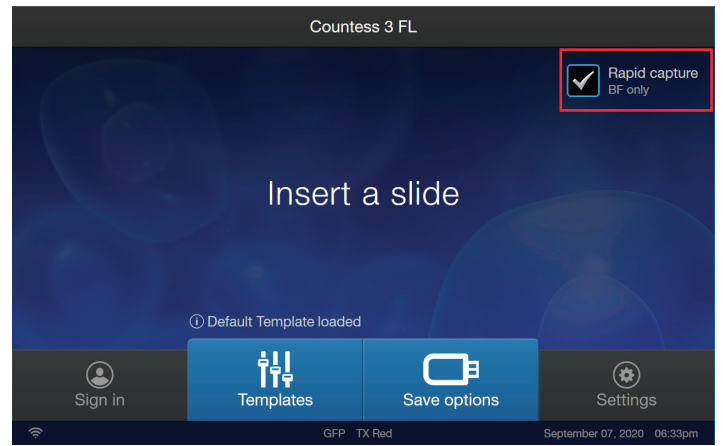 Countess 3 FL
Rapid capture
BF only
Insert a slide
Default Template loaded
Sign in
Templates
Save options
Settings
GFP TX Red
September 07, 2020 06:33pm